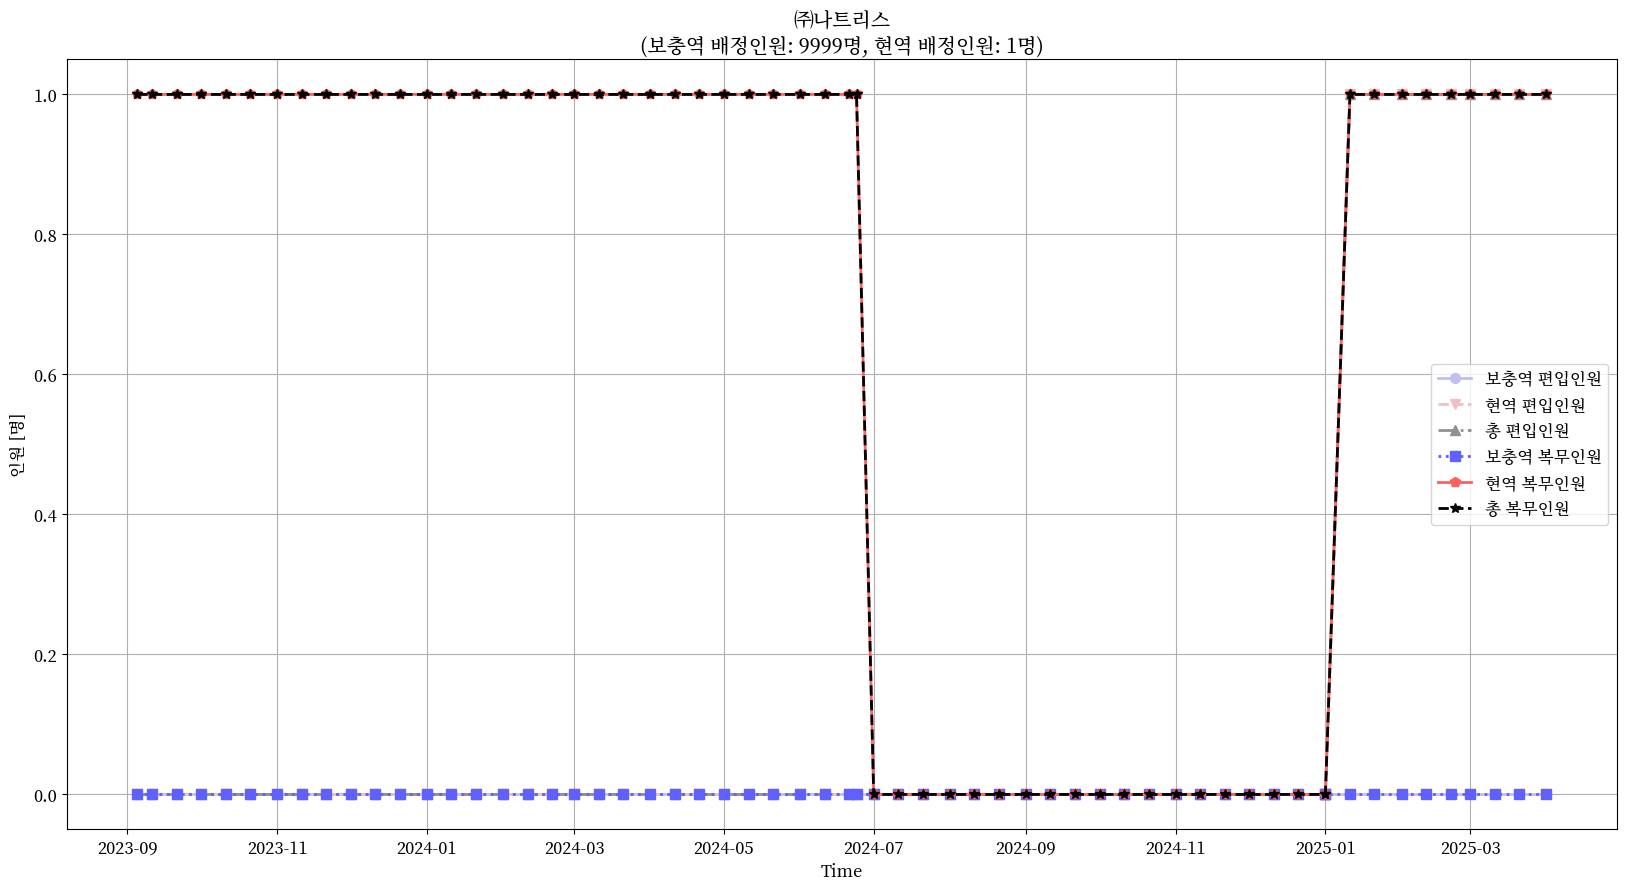 ㈜나트리스
(보충역 배정인원: 9999명, 현역 배정인원: 1명)
1.0
0.8
0.6
0.4
0.2
0.0
인원 [명]
보충역 편입인원
현역 편입인원
총 편입인원
보충역 복무인원
현역 복무인원
총 복무인원
2023-09 2023-11 2024-01 2024-03 2024-05 2024-07 2024-09 2024-11 2025-01 2025-03
Time